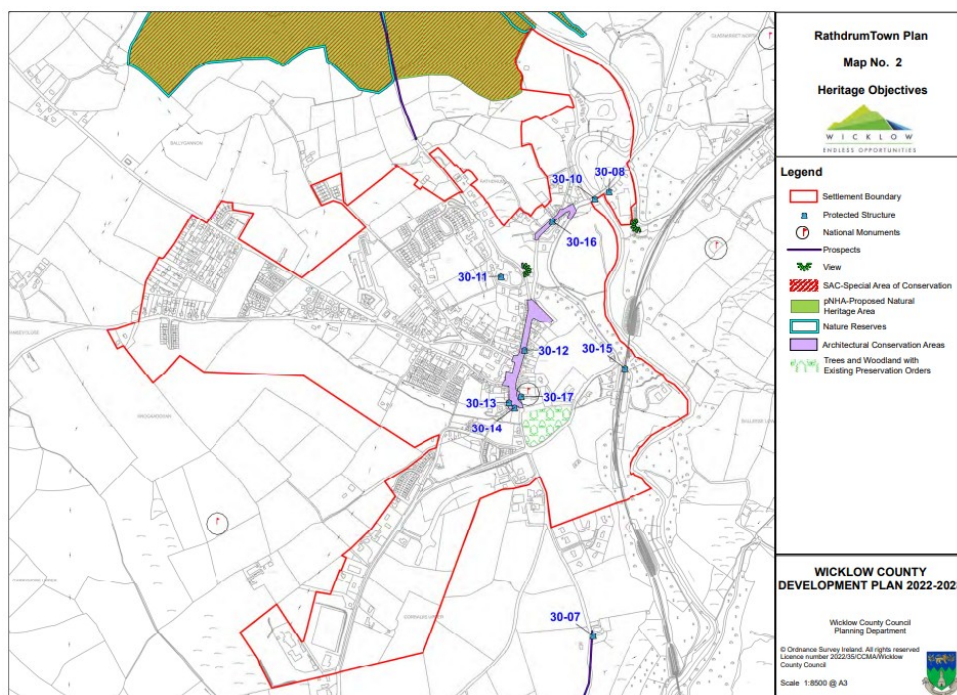 30-10
30-08
30-16
30-11
30-12
30-15
30-13
30-17
30-14
30-07
RathdrumTown Plan
Map No. 2
Heritage Objectives
WICKLOW
ENDLESS OPPORTUNITIES
Legend
Settlement Boundary
Protected Structure
National Monuments
Prospects
View
SAC-Special Area of Conservation
pNHA-Proposed Natural
Heritage Area
Nature Reserves
Architectural Conservation Areas
Trees and Woodland with
Existing Preservation Orders
WICKLOW COUNTY
DEVELOPMENT PLAN 2022-202
Wicklow County Council
Planning Department
© Ordnance Survey Ireland. All rights reserved
Licence number 2022/35/CCMA/Wicklow
County Council
Scale 1:8500 @ A3